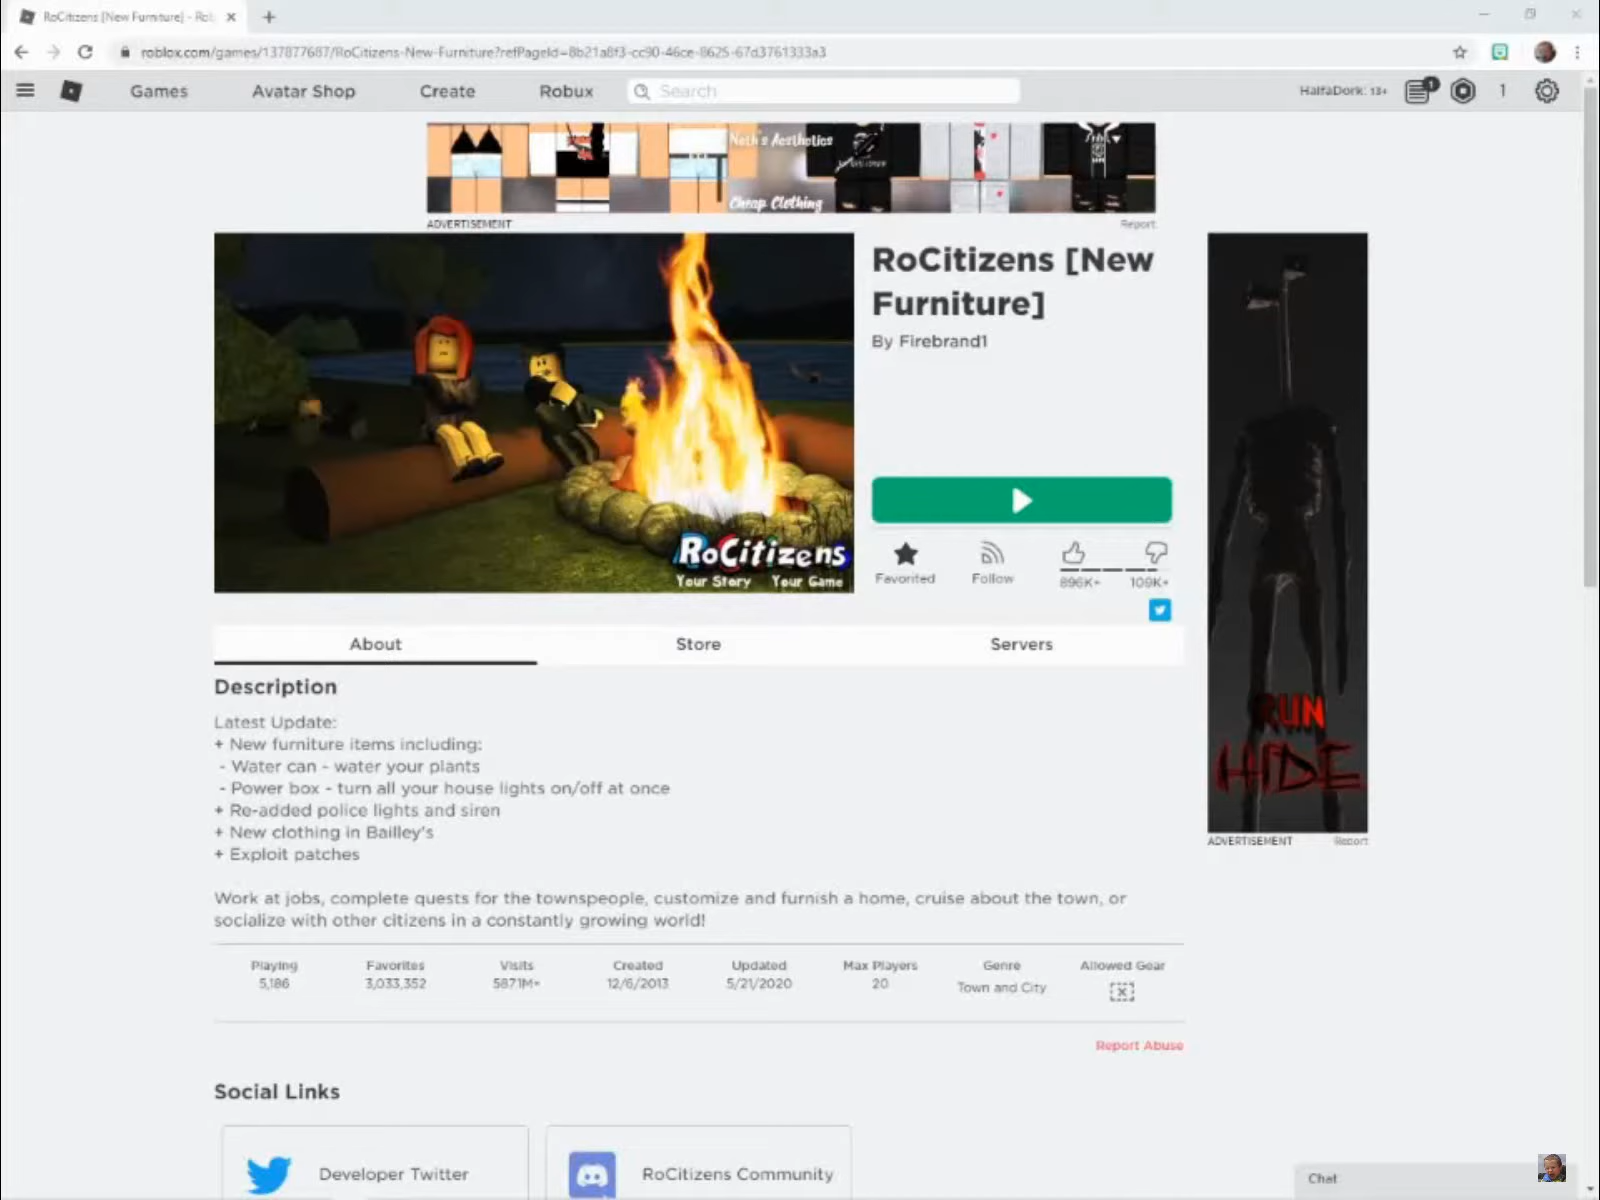 RoCitizens [New Furniture] - Rob
roblox.com/games/137877687/RoCitizens-New-Furniture?refPageId=8b21a8f3-cc90-46ce-8625-67d3761333a3
Games Avatar Shop Create Robux Search HalfaDork: 13+ 1 1
Neth's Aesthetics
Cheap Clothing
ADVERTISEMENT Report
RoCitizens [New
Furniture]
By Firebrand1
RoCitizens
Your Story Your Game
Favorited Follow 896K+ 109K+
About Store Servers
RUN
HIDE
ADVERTISEMENT Report
Description
Latest Update:
+ New furniture items including:
- Water can - water your plants
- Power box - turn all your house lights on/off at once
+ Re-added police lights and siren
+ New clothing in Bailley's
+ Exploit patches
Work at jobs, complete quests for the townspeople, customize and furnish a home, cruise about the town, or
socialize with other citizens in a constantly growing world!
Playing Favorites Visits Created Updated Max Players Genre Allowed Gear
5,186 3,033,352 5871M+ 12/6/2013 5/21/2020 20 Town and City
Report Abuse
Social Links
Developer Twitter RoCitizens Community
Chat